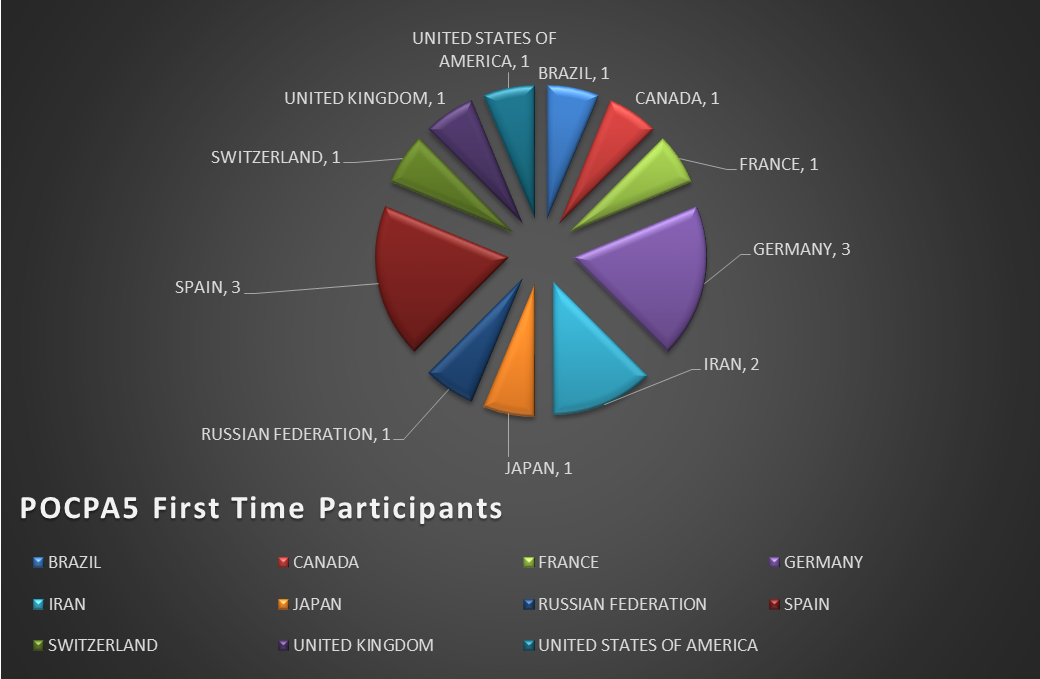 UNITED STATES OF
AMERICA, 1
BRAZIL, 1
UNITED KINGDOM, 1
CANADA, 1
SWITZERLAND, 1
FRANCE, 1
GERMANY, 3
SPAIN, 3
IRAN, 2
RUSSIAN FEDERATION, 1
JAPAN, 1
POCPA5 First Time Participants
BRAZIL CANADA FRANCE GERMANY
IRAN JAPAN RUSSIAN FEDERATION SPAIN
SWITZERLAND UNITED KINGDOM UNITED STATES OF AMERICA